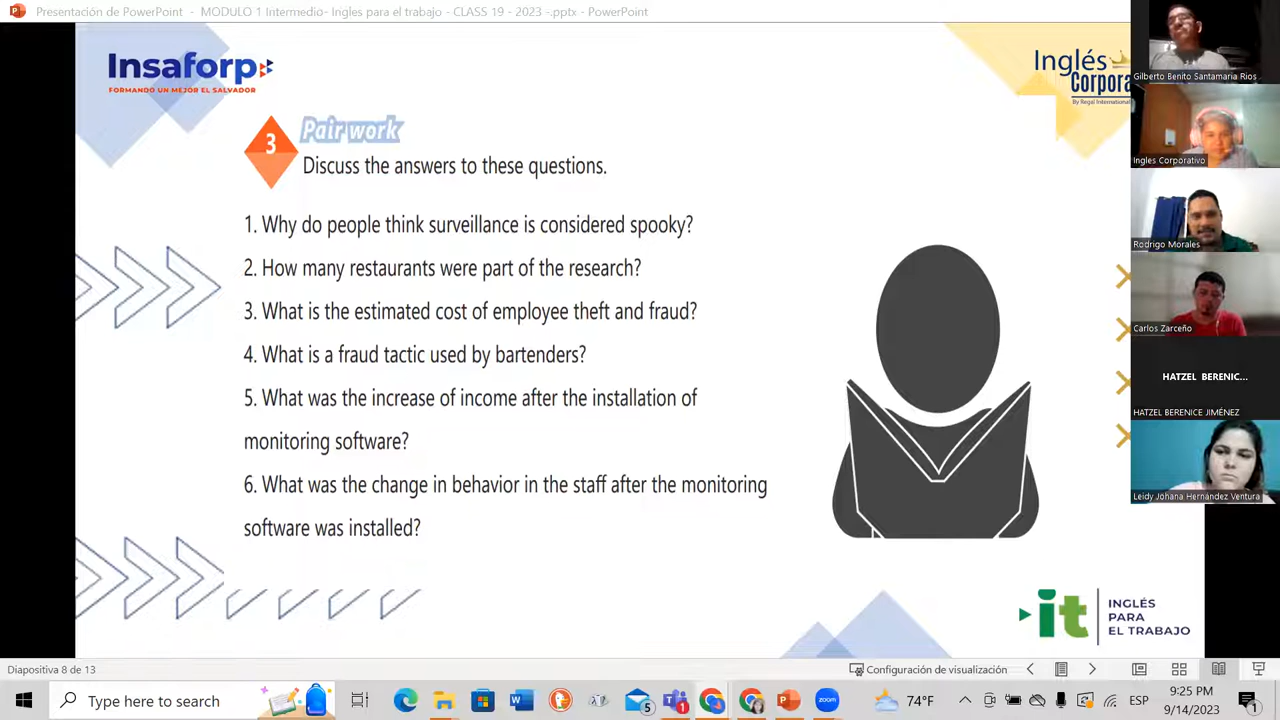 Presentación de PowerPoint - MODULO 1 Intermedio- Ingles para el trabajo - CLASS 19 - 2023 -.pptx - PowerPoint
Insaforp
FORMANDO UN MEJOR EL SALVADOR
Inglés
Corpora
By Regal International
3
Pair work
Discuss the answers to these questions.
1. Why do people think surveillance is considered spooky?
2. How many restaurants were part of the research?
3. What is the estimated cost of employee theft and fraud?
4. What is a fraud tactic used by bartenders?
5. What was the increase of income after the installation of
monitoring software?
6. What was the change in behavior in the staff after the monitoring
software was installed?
Gilberto Benito Santamaria Rios
Ingles Corporativo
Rodrigo Morales
Carlos Zarceño
HATZEL BERENIC...
HATZEL BERENICE JIMÉNEZ
Leidy Johana Hernández Ventura
it
INGLÉS
PARA
EL TRABAJO
Diapositiva 8 de 13
Configuración de visualización
Type here to search
5
1
74°F
ESP
9:25 PM
9/14/2023
1